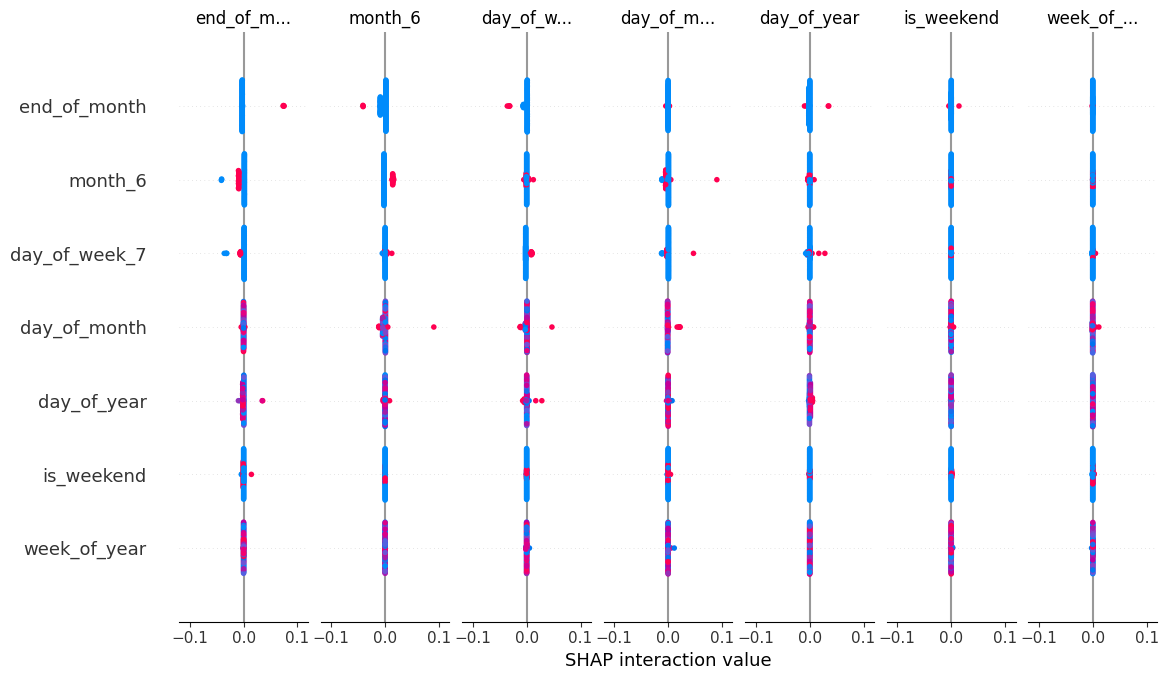 end_of_m... month_6 day_of_w... day_of_m... day_of_year is_weekend week_of_...
end_of_month
month_6
day_of_week_7
day_of_month
day_of_year
is_weekend
week_of_year
−0.1 0.0 0.1 −0.1 0.0 0.1 −0.1 0.0 0.1 −0.1 0.0 0.1 −0.1 0.0 0.1 −0.1 0.0 0.1 −0.1 0.0 0.1
SHAP interaction value